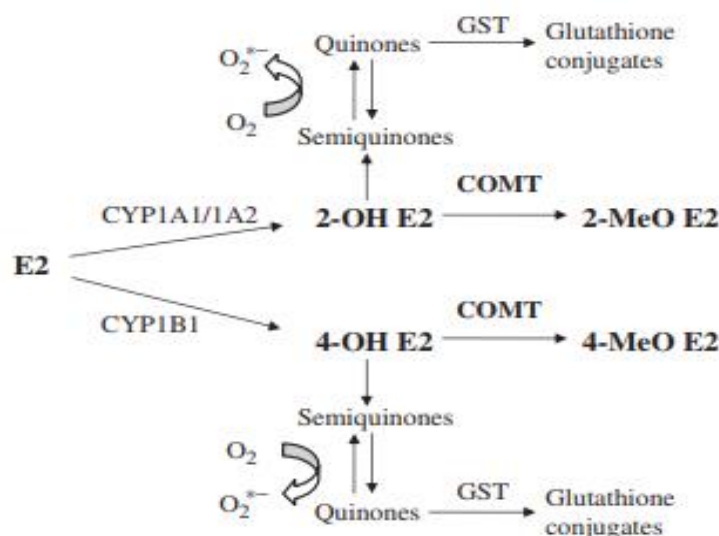 GST
Quinones
Glutathione
conjugates
O₂*−
O₂
Semiquinones
COMT
CYP1A1/1A2
2-OH E2
2-MeO E2
E2
CYP1B1
COMT
4-OH E2
4-MeO E2
Semiquinones
O₂
O₂*−
GST
Quinones
Glutathione
conjugates